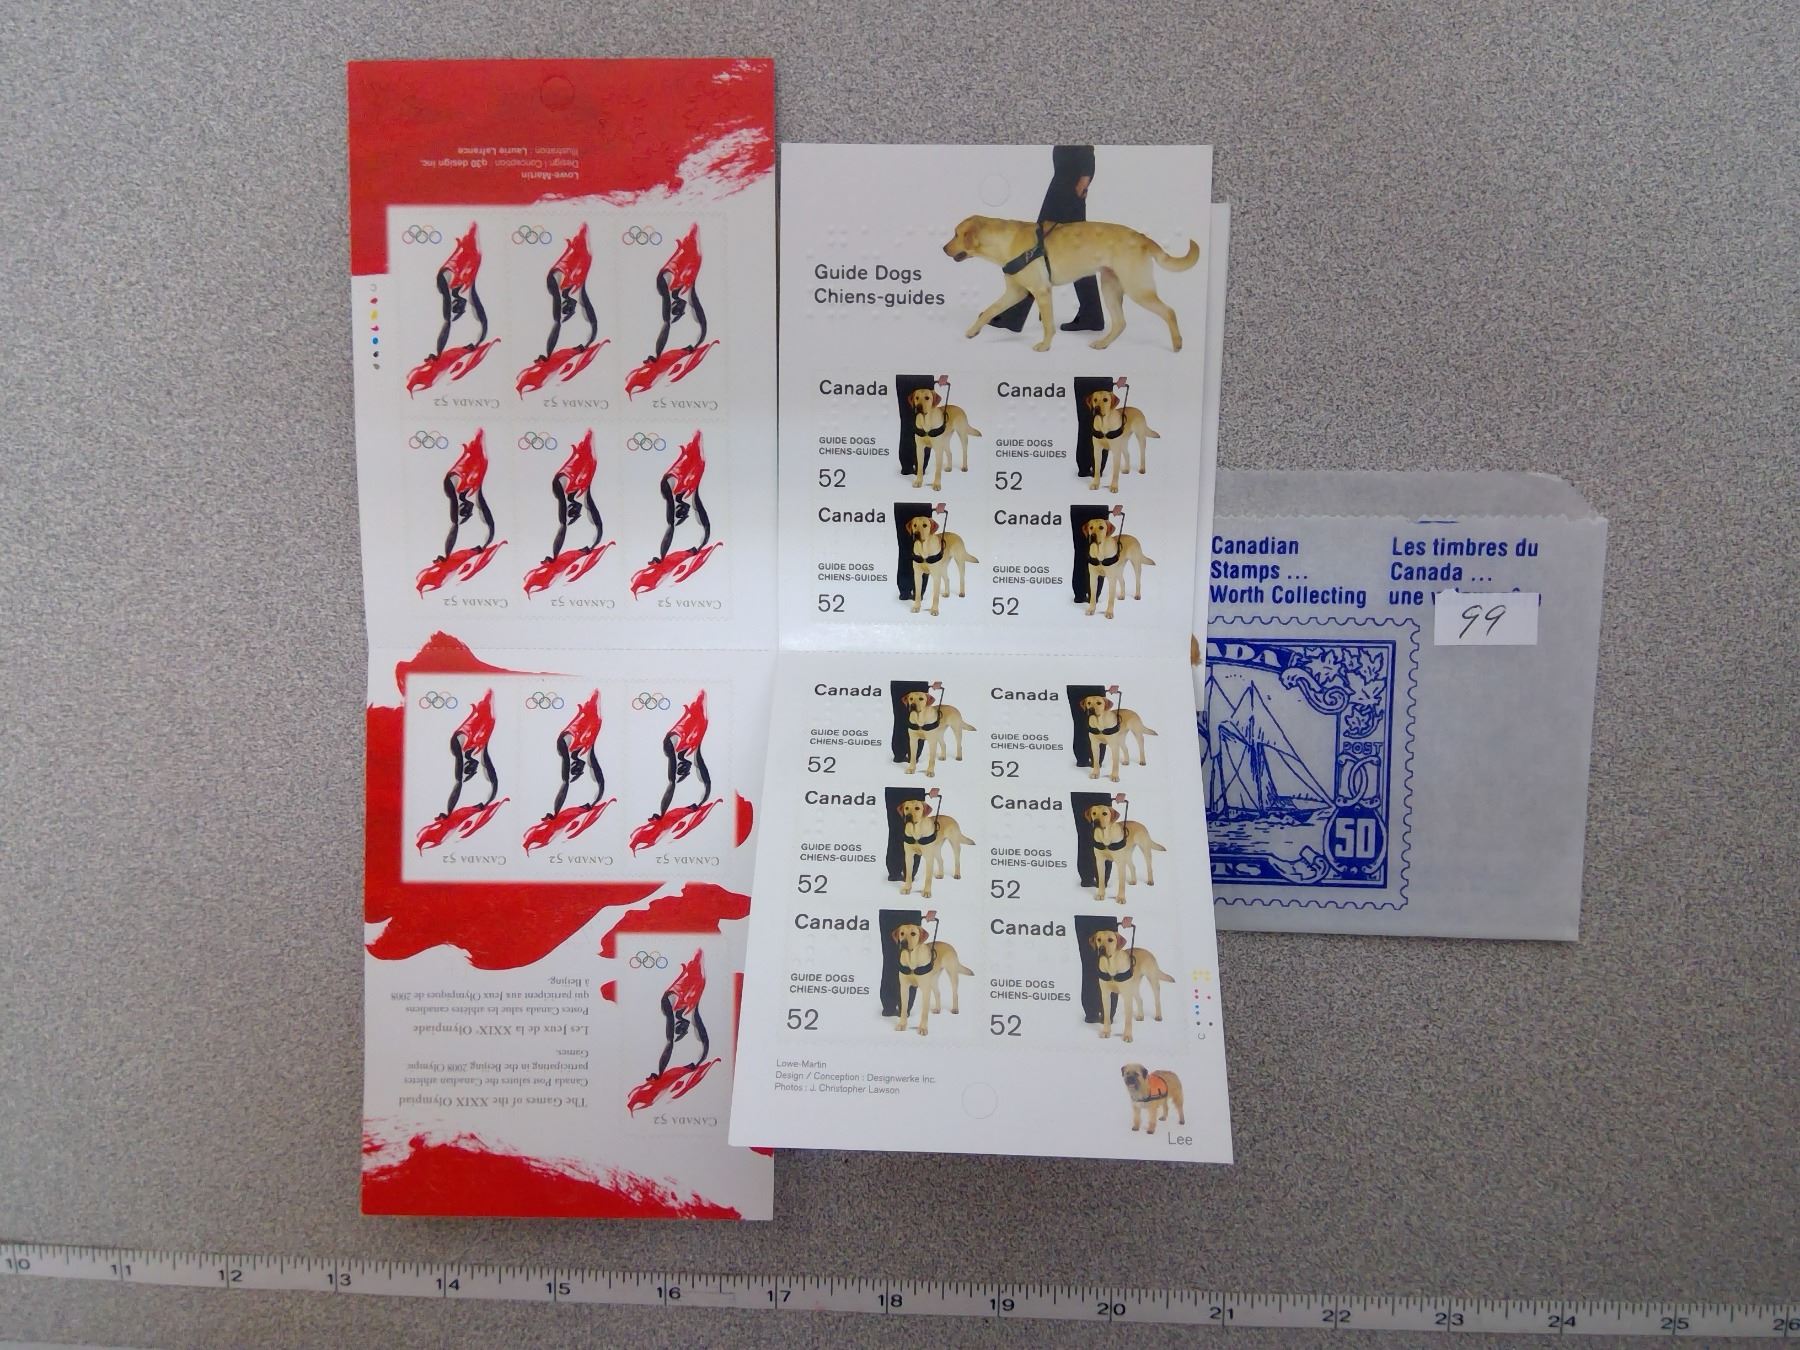 Lowe-Martin
Design / Conception : q30 design inc.
Illustration : Laurie Lafrance
CANADA 52
CANADA 52
CANADA 52
CANADA 52
CANADA 52
CANADA 52
CANADA 52
CANADA 52
CANADA 52
CANADA 52
The Games of the XXIX Olympiad
Canada Post salutes the Canadian athletes
participating in the Beijing 2008 Olympic
Games.
Les Jeux de la XXIX Olympiade
Postes Canada salue les athlètes canadiens
qui participent aux Jeux Olympiques de 2008
à Beijing.
C
Guide Dogs
Chiens-guides
Canada
GUIDE DOGS
CHIENS-GUIDES
52
Canada
GUIDE DOGS
CHIENS-GUIDES
52
Canada
GUIDE DOGS
CHIENS-GUIDES
52
Canada
GUIDE DOGS
CHIENS-GUIDES
52
Canada
GUIDE DOGS
CHIENS-GUIDES
52
Canada
GUIDE DOGS
CHIENS-GUIDES
52
Canada
GUIDE DOGS
CHIENS-GUIDES
52
Canada
GUIDE DOGS
CHIENS-GUIDES
52
Canada
GUIDE DOGS
CHIENS-GUIDES
52
Canada
GUIDE DOGS
CHIENS-GUIDES
52
C
Lowe-Martin
Design / Conception : Designwerke Inc.
Photos : J. Christopher Lawson
Lee
Canadian
Stamps ...
Worth Collecting
Les timbres du
Canada ...
une
99
ADA
POST
50
TS
10 11 12 13 14 15 16 17 18 19 20 21 22 23 24 25 26